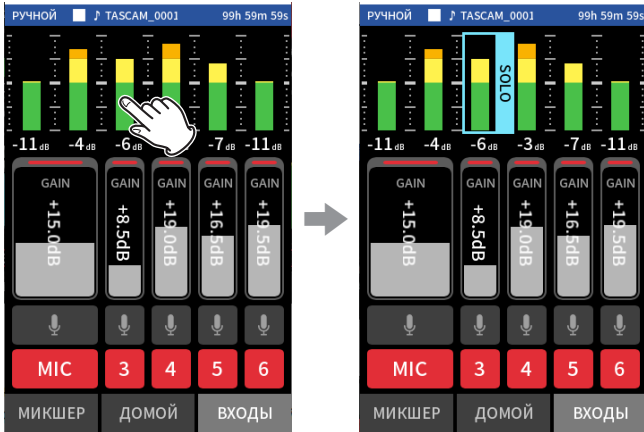 РУЧНОЙ ♪ TASCAM_0001 99h 59m 59s
-11 dB -4 dB -6 dB -7 dB -11 dB
GAIN GAIN GAIN GAIN GAIN
+15.0dB +8.5dB +19.0dB +16.5dB +19.5dB
MIC 3 4 5 6
МИКШЕР ДОМОЙ ВХОДЫ
РУЧНОЙ ♪ TASCAM_0001 99h 59m 59s
SOLO
-11 dB -4 dB -6 dB -3 dB -7 dB -11 dB
GAIN GAIN GAIN GAIN GAIN
+15.0dB +8.5dB +19.0dB +16.5dB +19.5dB
MIC 3 4 5 6
МИКШЕР ДОМОЙ ВХОДЫ